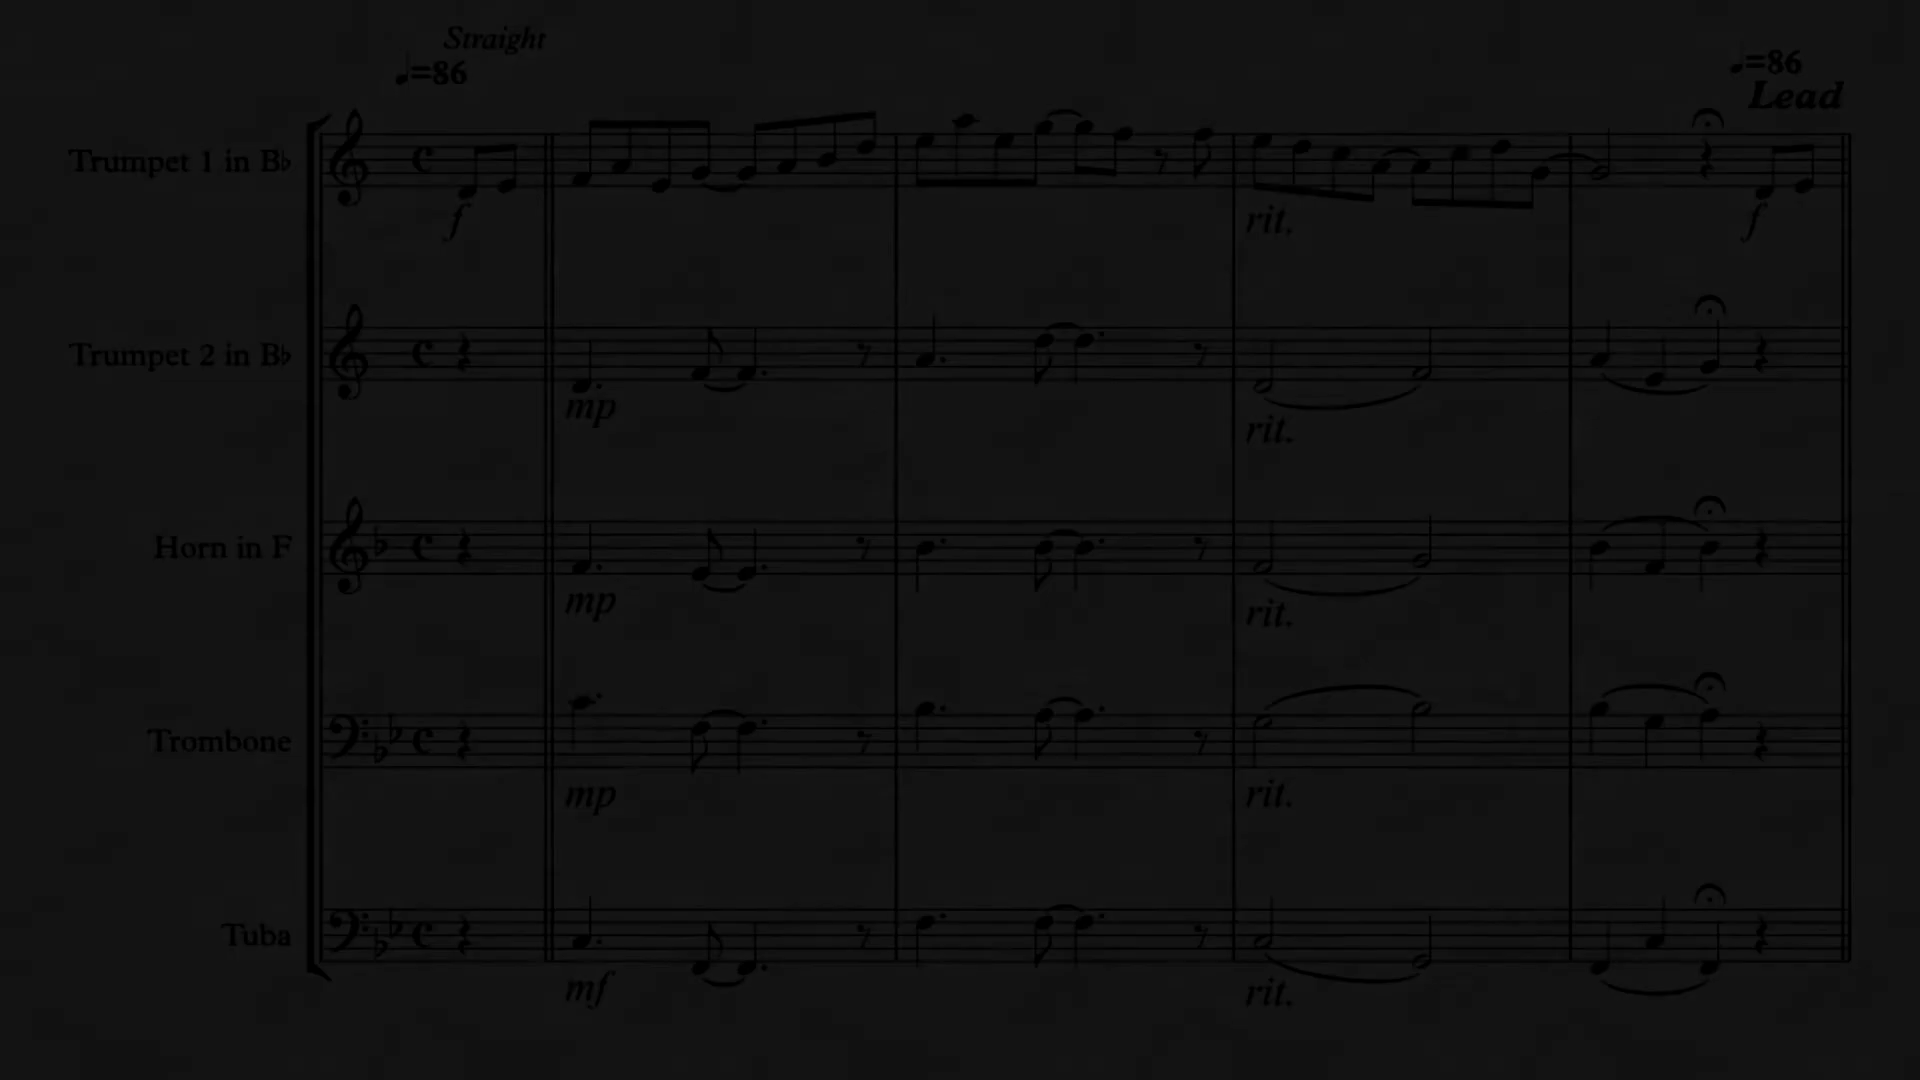 Straight
♩=86
♩=86
Lead
Trumpet 1 in B♭
f
rit.
f
Trumpet 2 in B♭
mp
rit.
Horn in F
mp
rit.
Trombone
mp
rit.
Tuba
mf
rit.